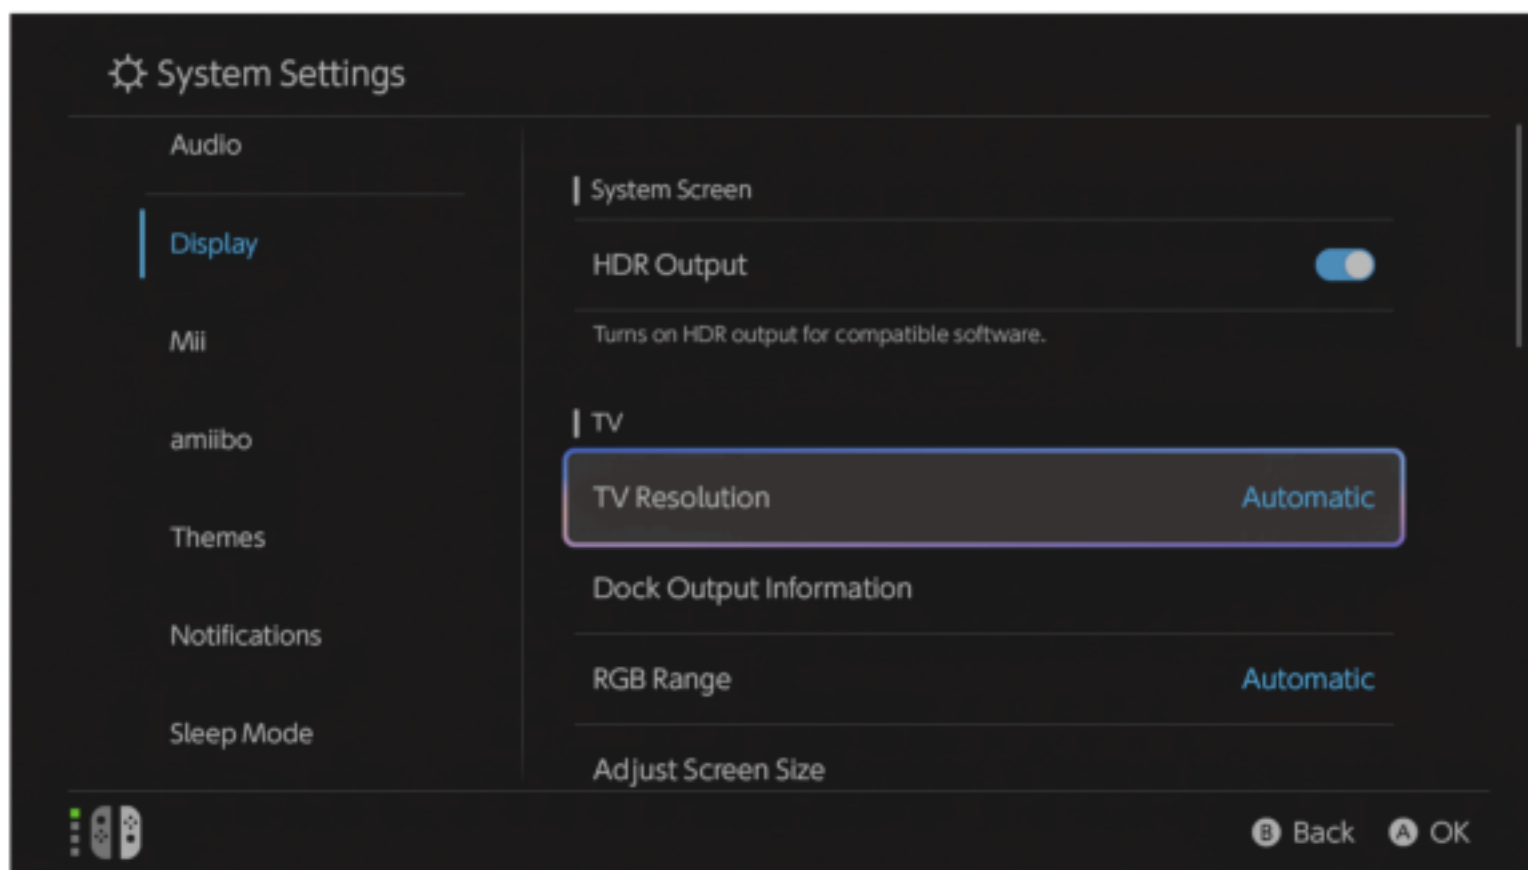 System Settings
Audio
Display
Mii
amiibo
Themes
Notifications
Sleep Mode
System Screen
HDR Output
Turns on HDR output for compatible software.
TV
TV Resolution Automatic
Dock Output Information
RGB Range Automatic
Adjust Screen Size
B Back A OK